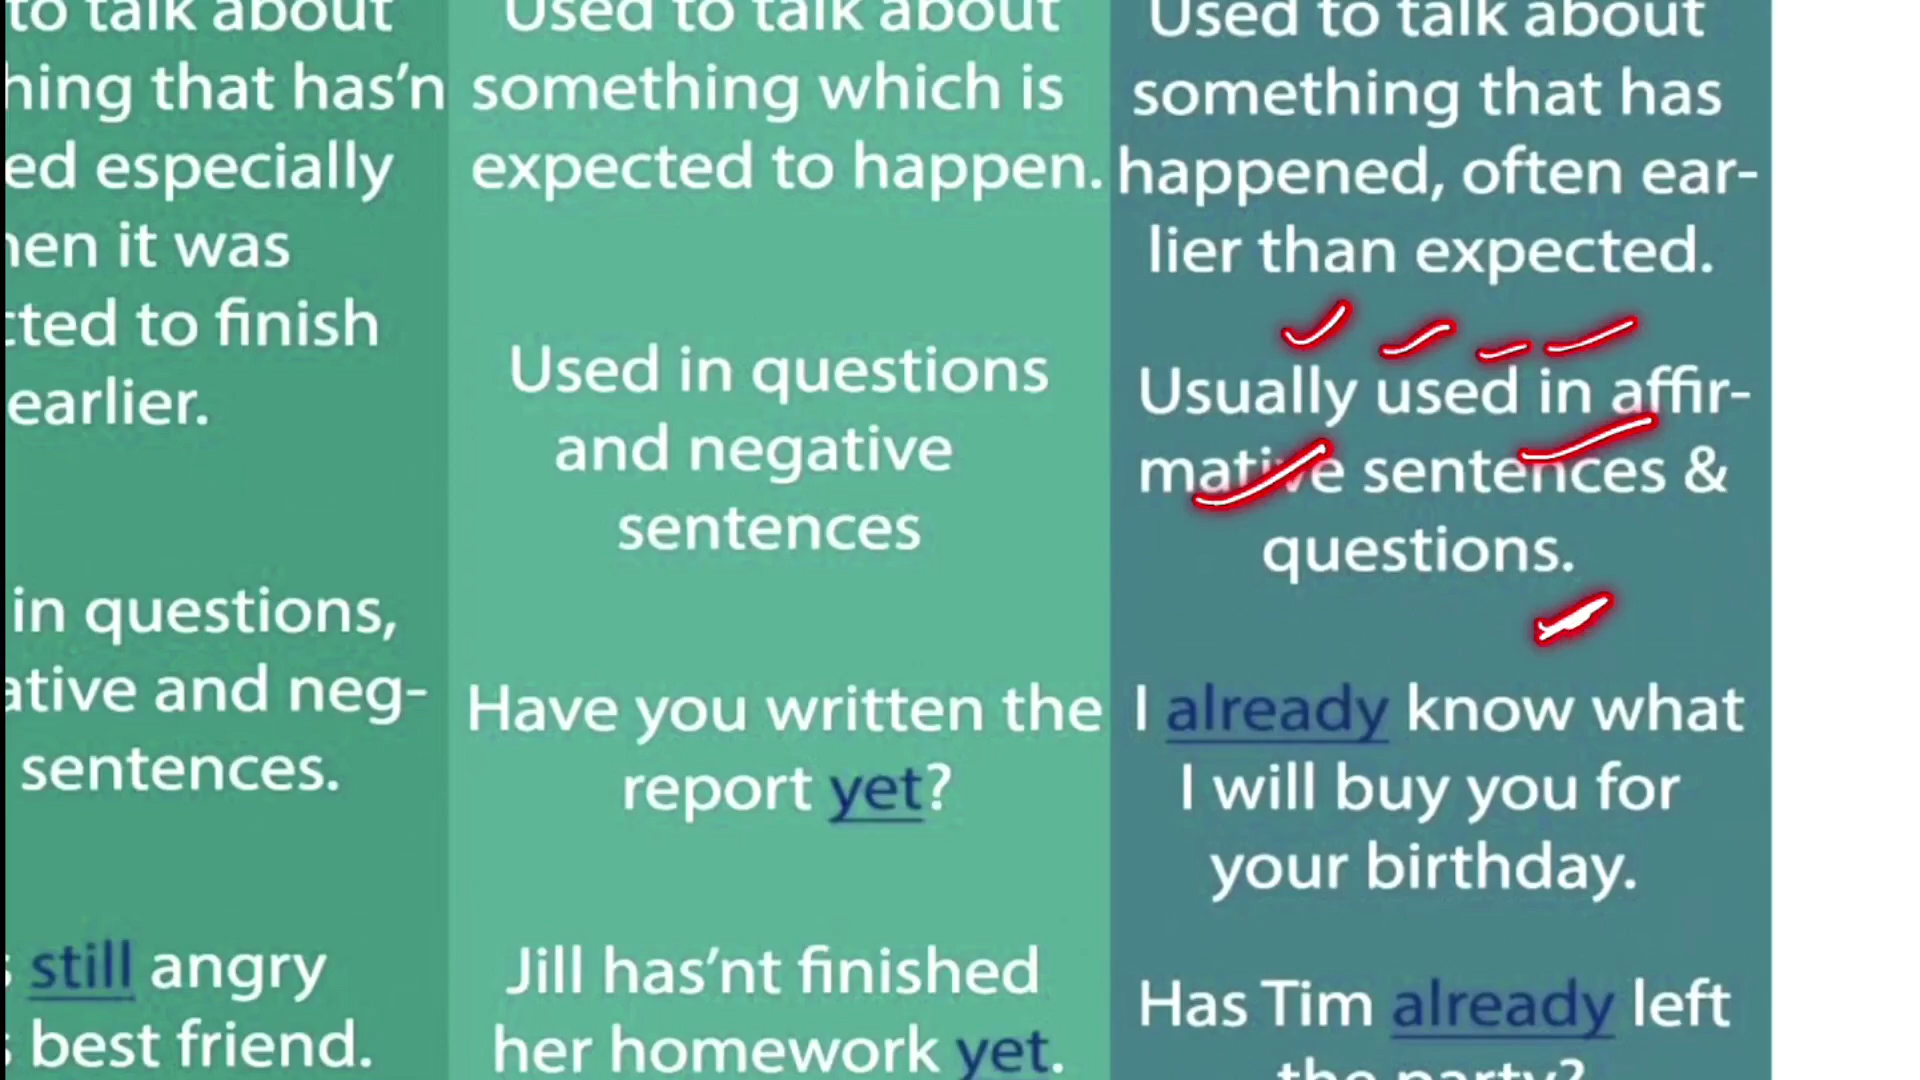 to talk about
hing that has'n
ed especially
hen it was
cted to finish
earlier.
in questions,
ative and neg-
sentences.
s still angry
s best friend.
Used to talk about
something which is
expected to happen.
Used in questions
and negative
sentences
Have you written the
report yet?
Jill has'nt finished
her homework yet.
Used to talk about
something that has
happened, often ear-
lier than expected.
Usually used in affir-
mative sentences &
questions.
I already know what
I will buy you for
your birthday.
Has Tim already left
the party?